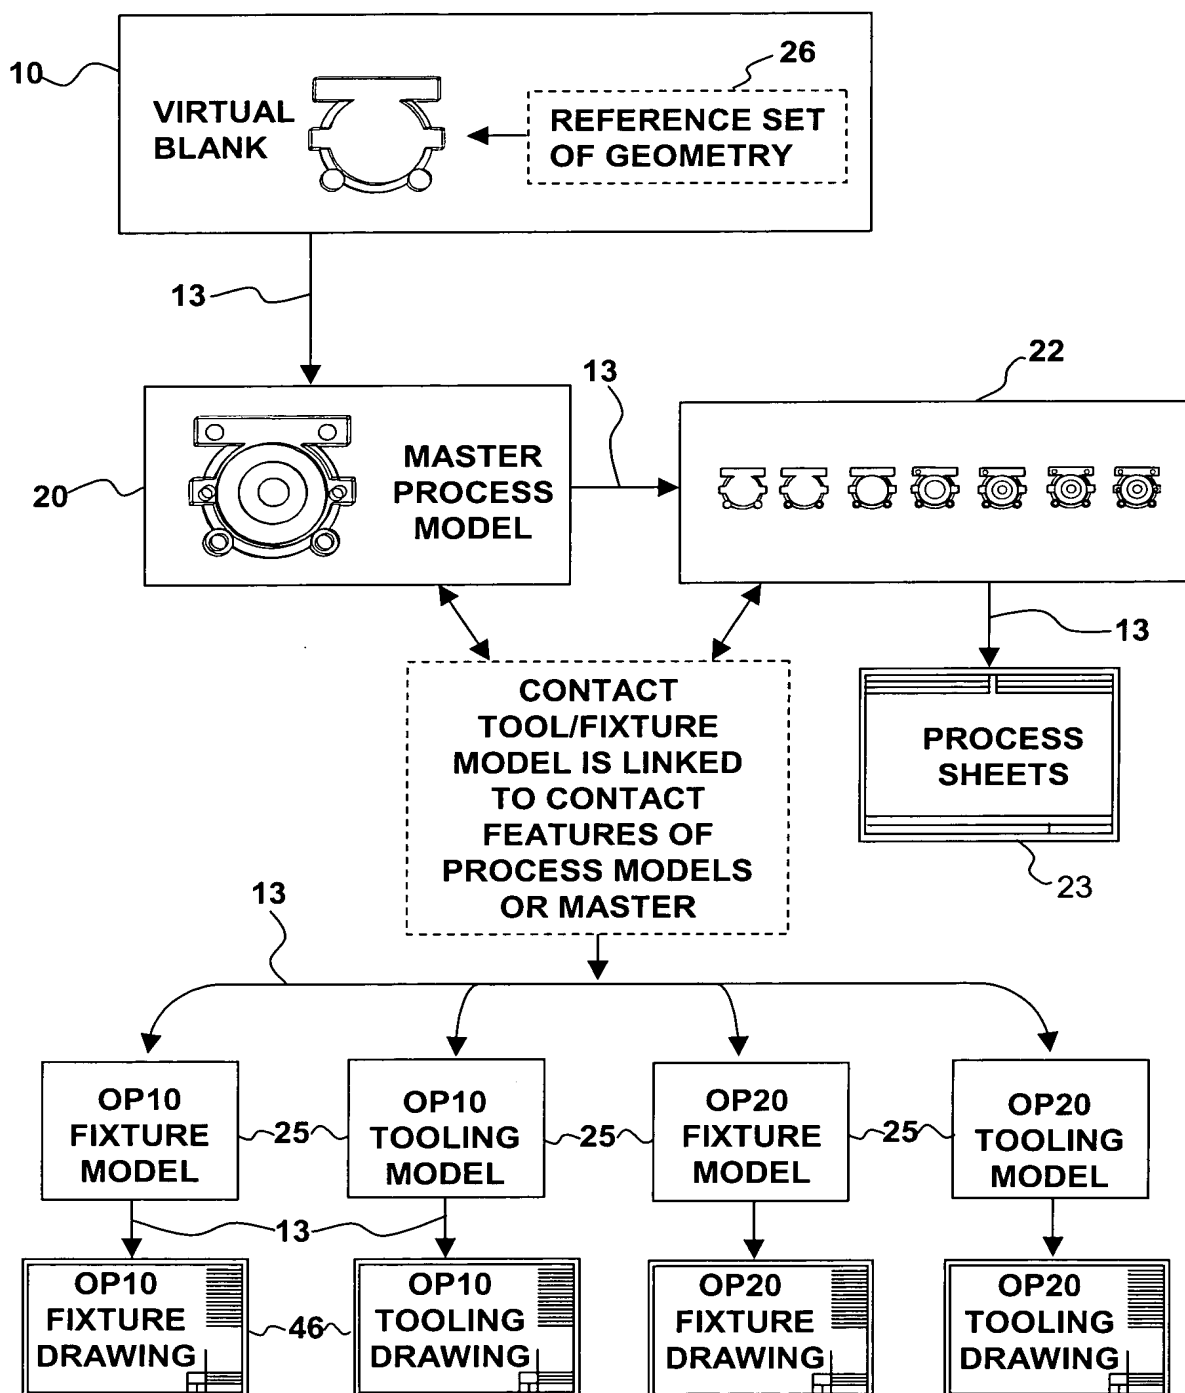 10
26
VIRTUAL
BLANK
REFERENCE SET
OF GEOMETRY
13
13
22
20
MASTER
PROCESS
MODEL
13
CONTACT
TOOL/FIXTURE
MODEL IS LINKED
TO CONTACT
FEATURES OF
PROCESS MODELS
OR MASTER
PROCESS
SHEETS
23
13
OP10
FIXTURE
MODEL
25
OP10
TOOLING
MODEL
25
OP20
FIXTURE
MODEL
25
OP20
TOOLING
MODEL
13
OP10
FIXTURE
DRAWING
46
OP10
TOOLING
DRAWING
OP20
FIXTURE
DRAWING
OP20
TOOLING
DRAWING